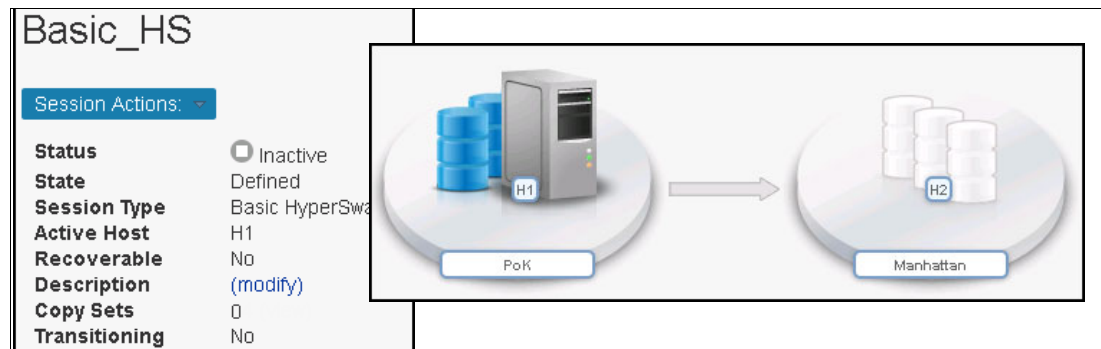 Basic_HS
Session Actions:
Status Inactive
State Defined
Session Type Basic HyperSwa
Active Host H1
Recoverable No
Description (modify)
Copy Sets 0
Transitioning No
H1
H2
PoK
Manhattan